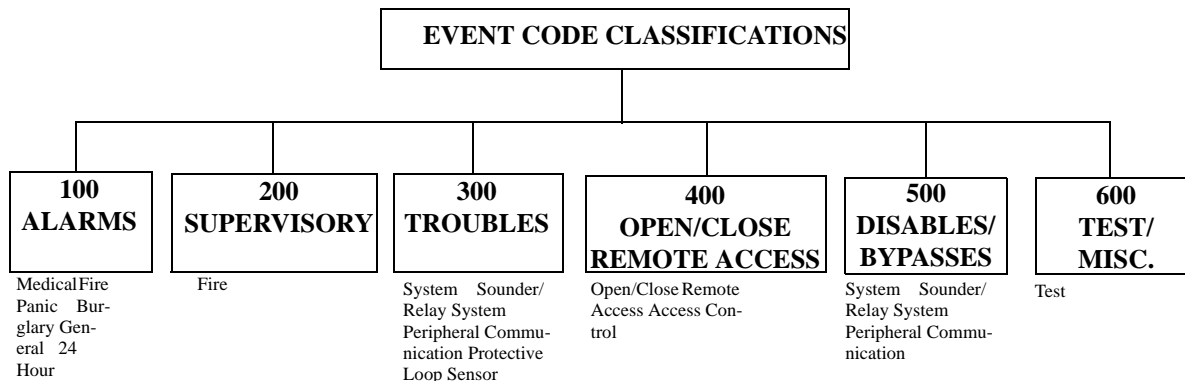 EVENT CODE CLASSIFICATIONS
100
ALARMS
Medical Fire
Panic Bur-
glary Gen-
eral 24
Hour
200
SUPERVISORY
Fire
300
TROUBLES
System Sounder/
Relay System
Peripheral Commu-
nication Protective
Loop Sensor
400
OPEN/CLOSE
REMOTE ACCESS
Open/Close Remote
Access Access Con-
trol
500
DISABLES/
BYPASSES
System Sounder/
Relay System
Peripheral Commu-
nication
600
TEST/
MISC.
Test